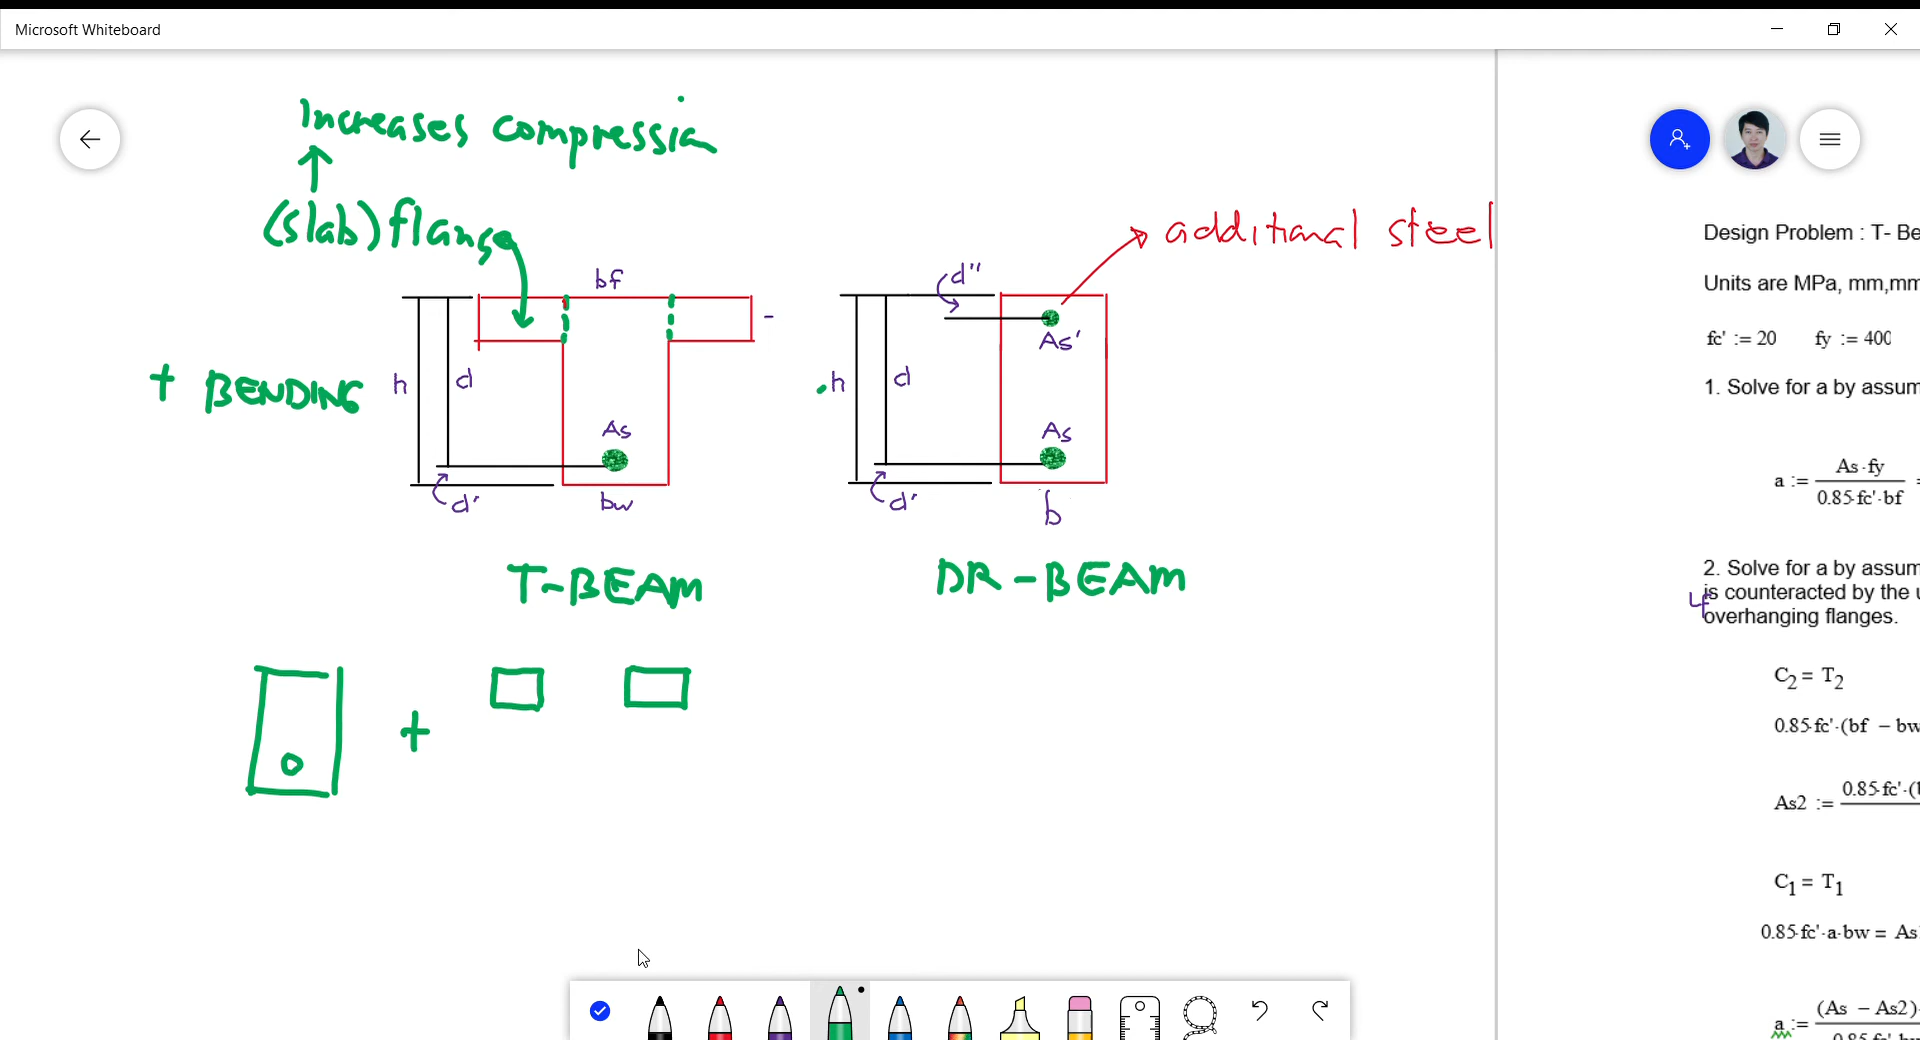 Microsoft Whiteboard
Increases compression
(slab) flange
additional steel
bf
d"
-
As'
+ BENDING
h
d
h
d
As
As
d'
bw
d'
b
T-BEAM
DR-BEAM
+
Design Problem : T- Be
Units are MPa, mm,mm
fc' := 20 fy := 400
1. Solve for a by assum
a := As·fy / 0.85·fc'·bf =
2. Solve for a by assum
is counteracted by the u
overhanging flanges.
C2 = T2
0.85·fc'·(bf - bw
As2 := 0.85·fc'·(
C1 = T1
0.85·fc'·a·bw = As
a := (As - As2)·